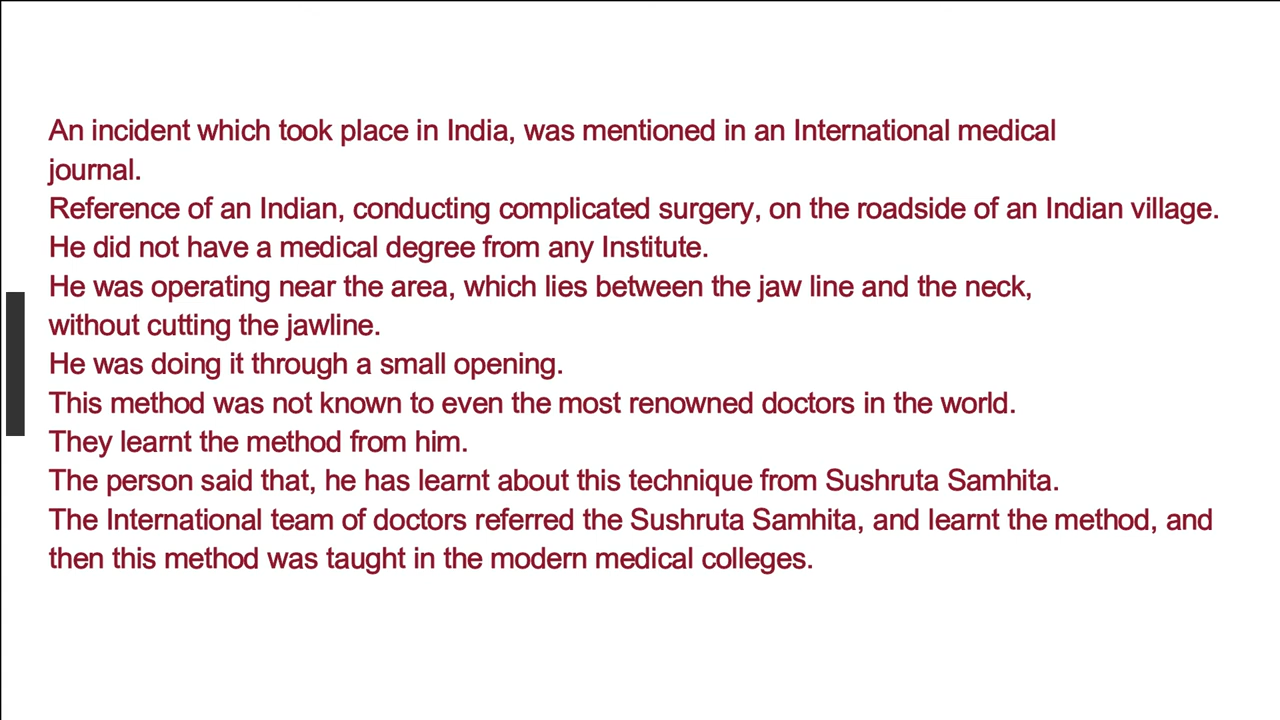 An incident which took place in India, was mentioned in an International medical
journal.
Reference of an Indian, conducting complicated surgery, on the roadside of an Indian village.
He did not have a medical degree from any Institute.
He was operating near the area, which lies between the jaw line and the neck,
without cutting the jawline.
He was doing it through a small opening.
This method was not known to even the most renowned doctors in the world.
They learnt the method from him.
The person said that, he has learnt about this technique from Sushruta Samhita.
The International team of doctors referred the Sushruta Samhita, and learnt the method, and
then this method was taught in the modern medical colleges.